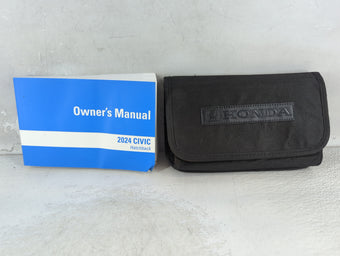 Owner's Manual
2024 CIVIC
Hatchback
HONDA